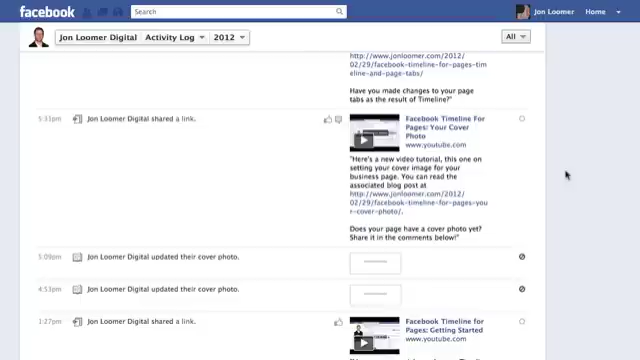 facebook
Search
Jon Loomer
Home
Jon Loomer Digital
Activity Log
2012
All
http://www.jonloomer.com/2012/
02/29/facebook-timeline-for-pages-tim
eline-and-page-tabs/
Have you made changes to your page
tabs as the result of Timeline?"
5:31pm
Jon Loomer Digital shared a link.
Facebook Timeline For
Pages: Your Cover
Photo
www.youtube.com
"Here's a new video tutorial, this one on
setting your cover image for your
business page. You can read the
associated blog post at
http://www.jonloomer.com/2012/
02/29/facebook-timeline-for-pages-you
r-cover-photo/.
Does your page have a cover photo yet?
Share it in the comments below!"
5:09pm
Jon Loomer Digital updated their cover photo.
4:53pm
Jon Loomer Digital updated their cover photo.
1:27pm
Jon Loomer Digital shared a link.
Facebook Timeline for
Pages: Getting Started
www.youtube.com